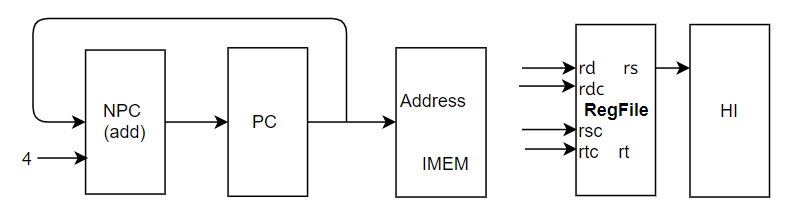 NPC
(add)
4
PC
Address
IMEM
rd rs
rdc
RegFile
rsc
rtc rt
HI